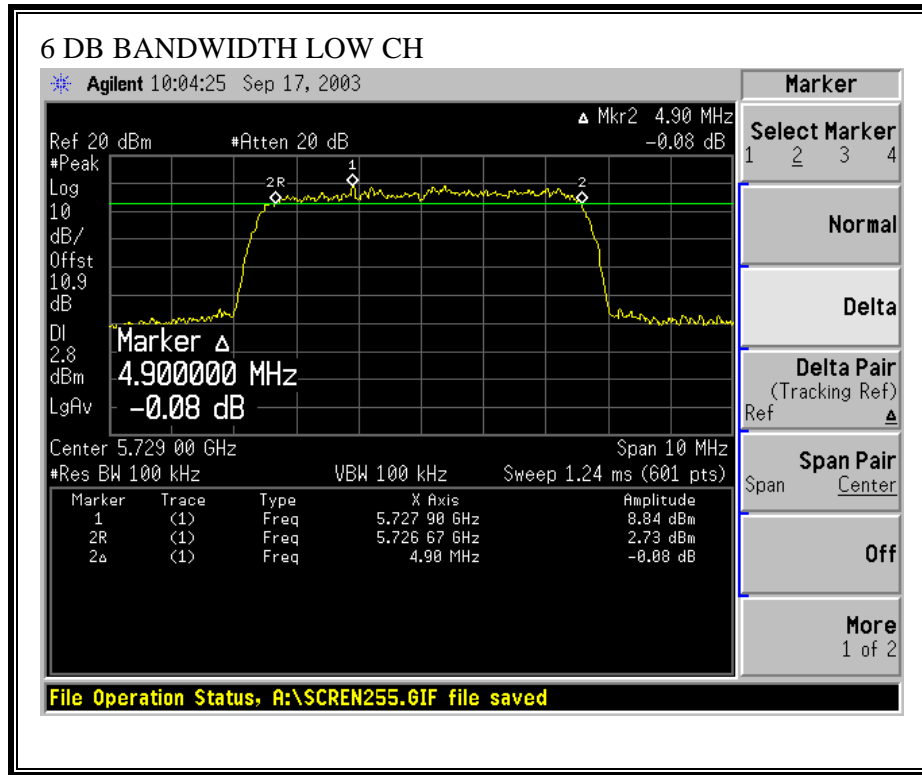 6 DB BANDWIDTH LOW CH
Agilent 10:04:25 Sep 17, 2003
Δ Mkr2 4.90 MHz
Ref 20 dBm #Atten 20 dB -0.08 dB
#Peak
Log
10
dB/
Offst
10.9
dB
DI
2.8
dBm
LgAv
1
2R
2
Marker Δ
4.900000 MHz
-0.08 dB
Center 5.729 00 GHz Span 10 MHz
#Res BW 100 kHz VBW 100 kHz Sweep 1.24 ms (601 pts)
Marker Trace Type X Axis Amplitude
1 (1) Freq 5.727 90 GHz 8.84 dBm
2R (1) Freq 5.726 67 GHz 2.73 dBm
2Δ (1) Freq 4.90 MHz -0.08 dB
Marker
Select Marker
1 2 3 4
Normal
Delta
Delta Pair
(Tracking Ref)
Ref Δ
Span Pair
Span Center
Off
More
1 of 2
File Operation Status, A:\SCREN255.GIF file saved